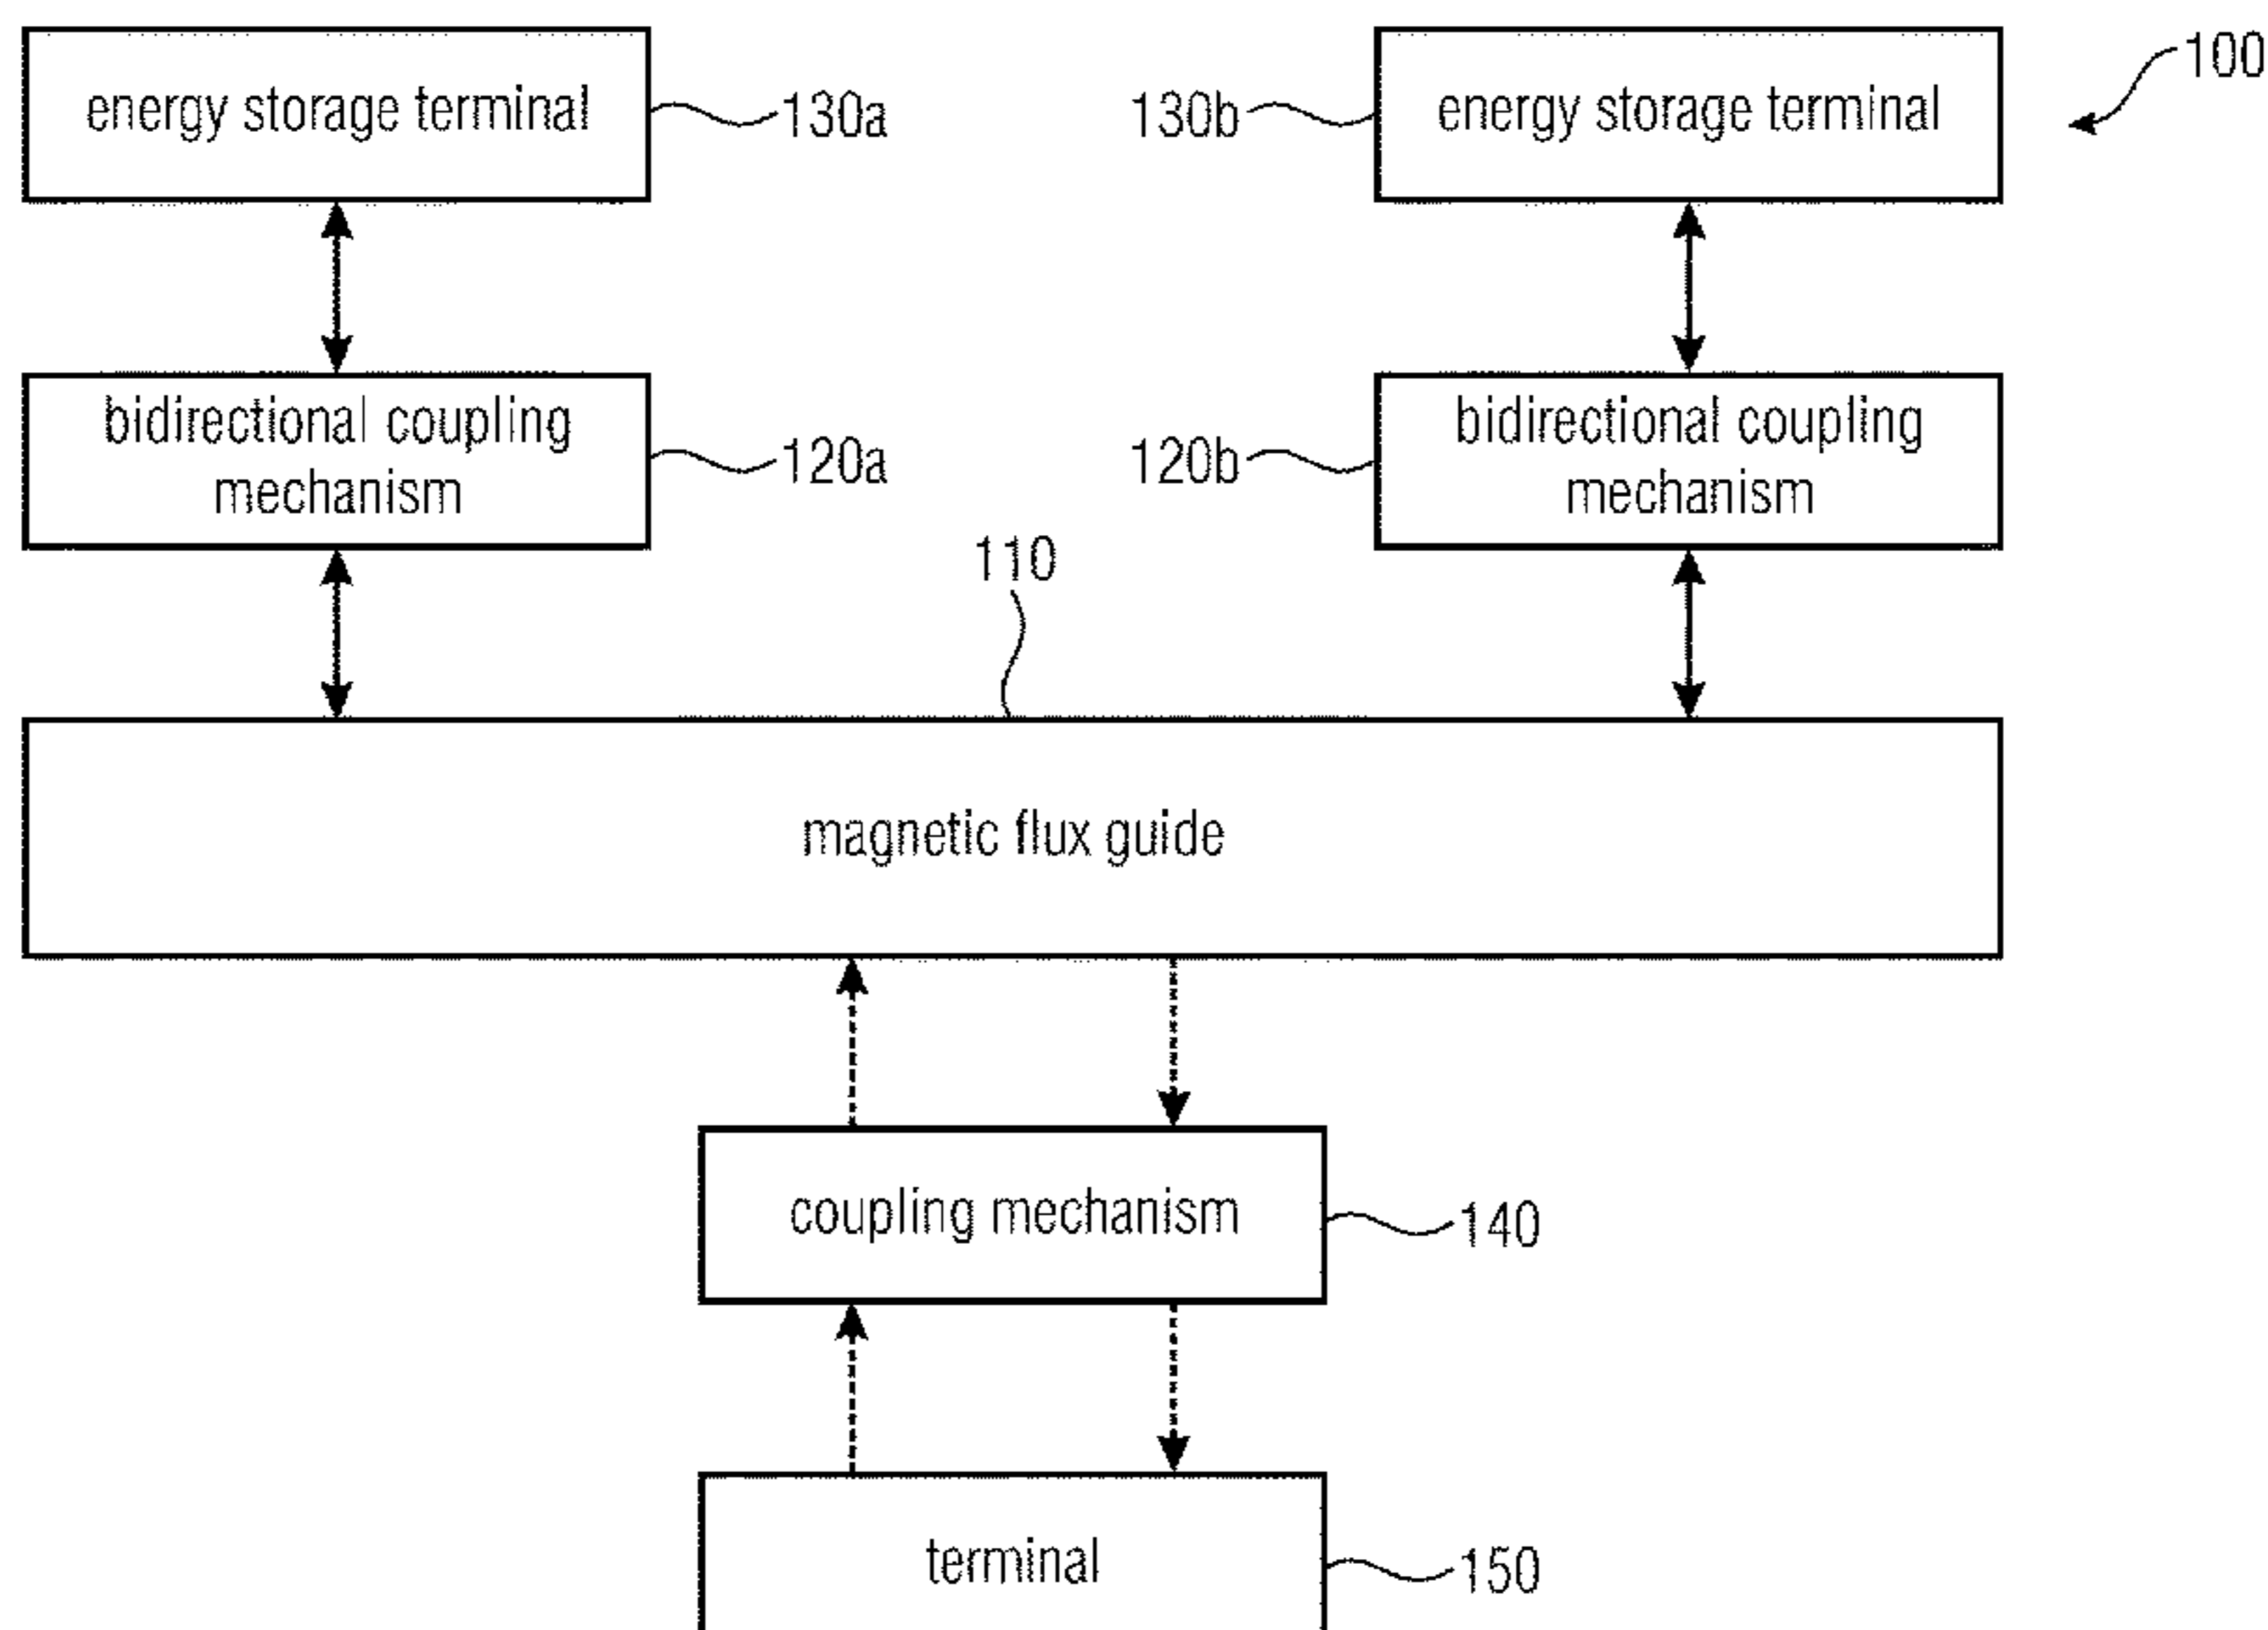 energy storage terminal
130a
130b
energy storage terminal
100
bidirectional coupling
mechanism
120a
120b
bidirectional coupling
mechanism
110
magnetic flux guide
coupling mechanism
140
terminal
150